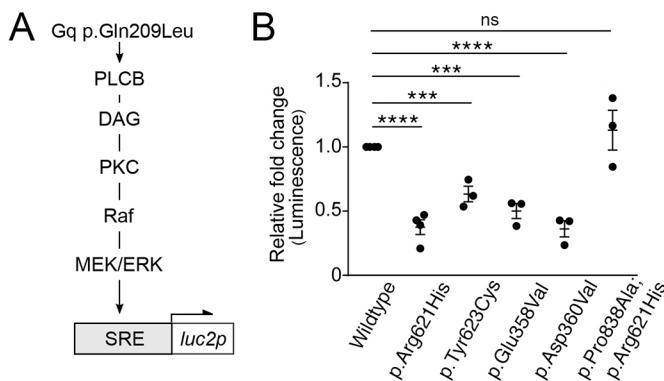 A
Gq p.Gln209Leu
PLCB
DAG
PKC
Raf
MEK/ERK
SRE
luc2p
B
ns
****
***
***
****
Relative fold change
(Luminescence)
1.5
1.0
0.5
0
Wildtype
p.Arg621His
p.Tyr623Cys
p.Glu358Val
p.Asp360Val
p.Pro838Ala;
p.Arg621His